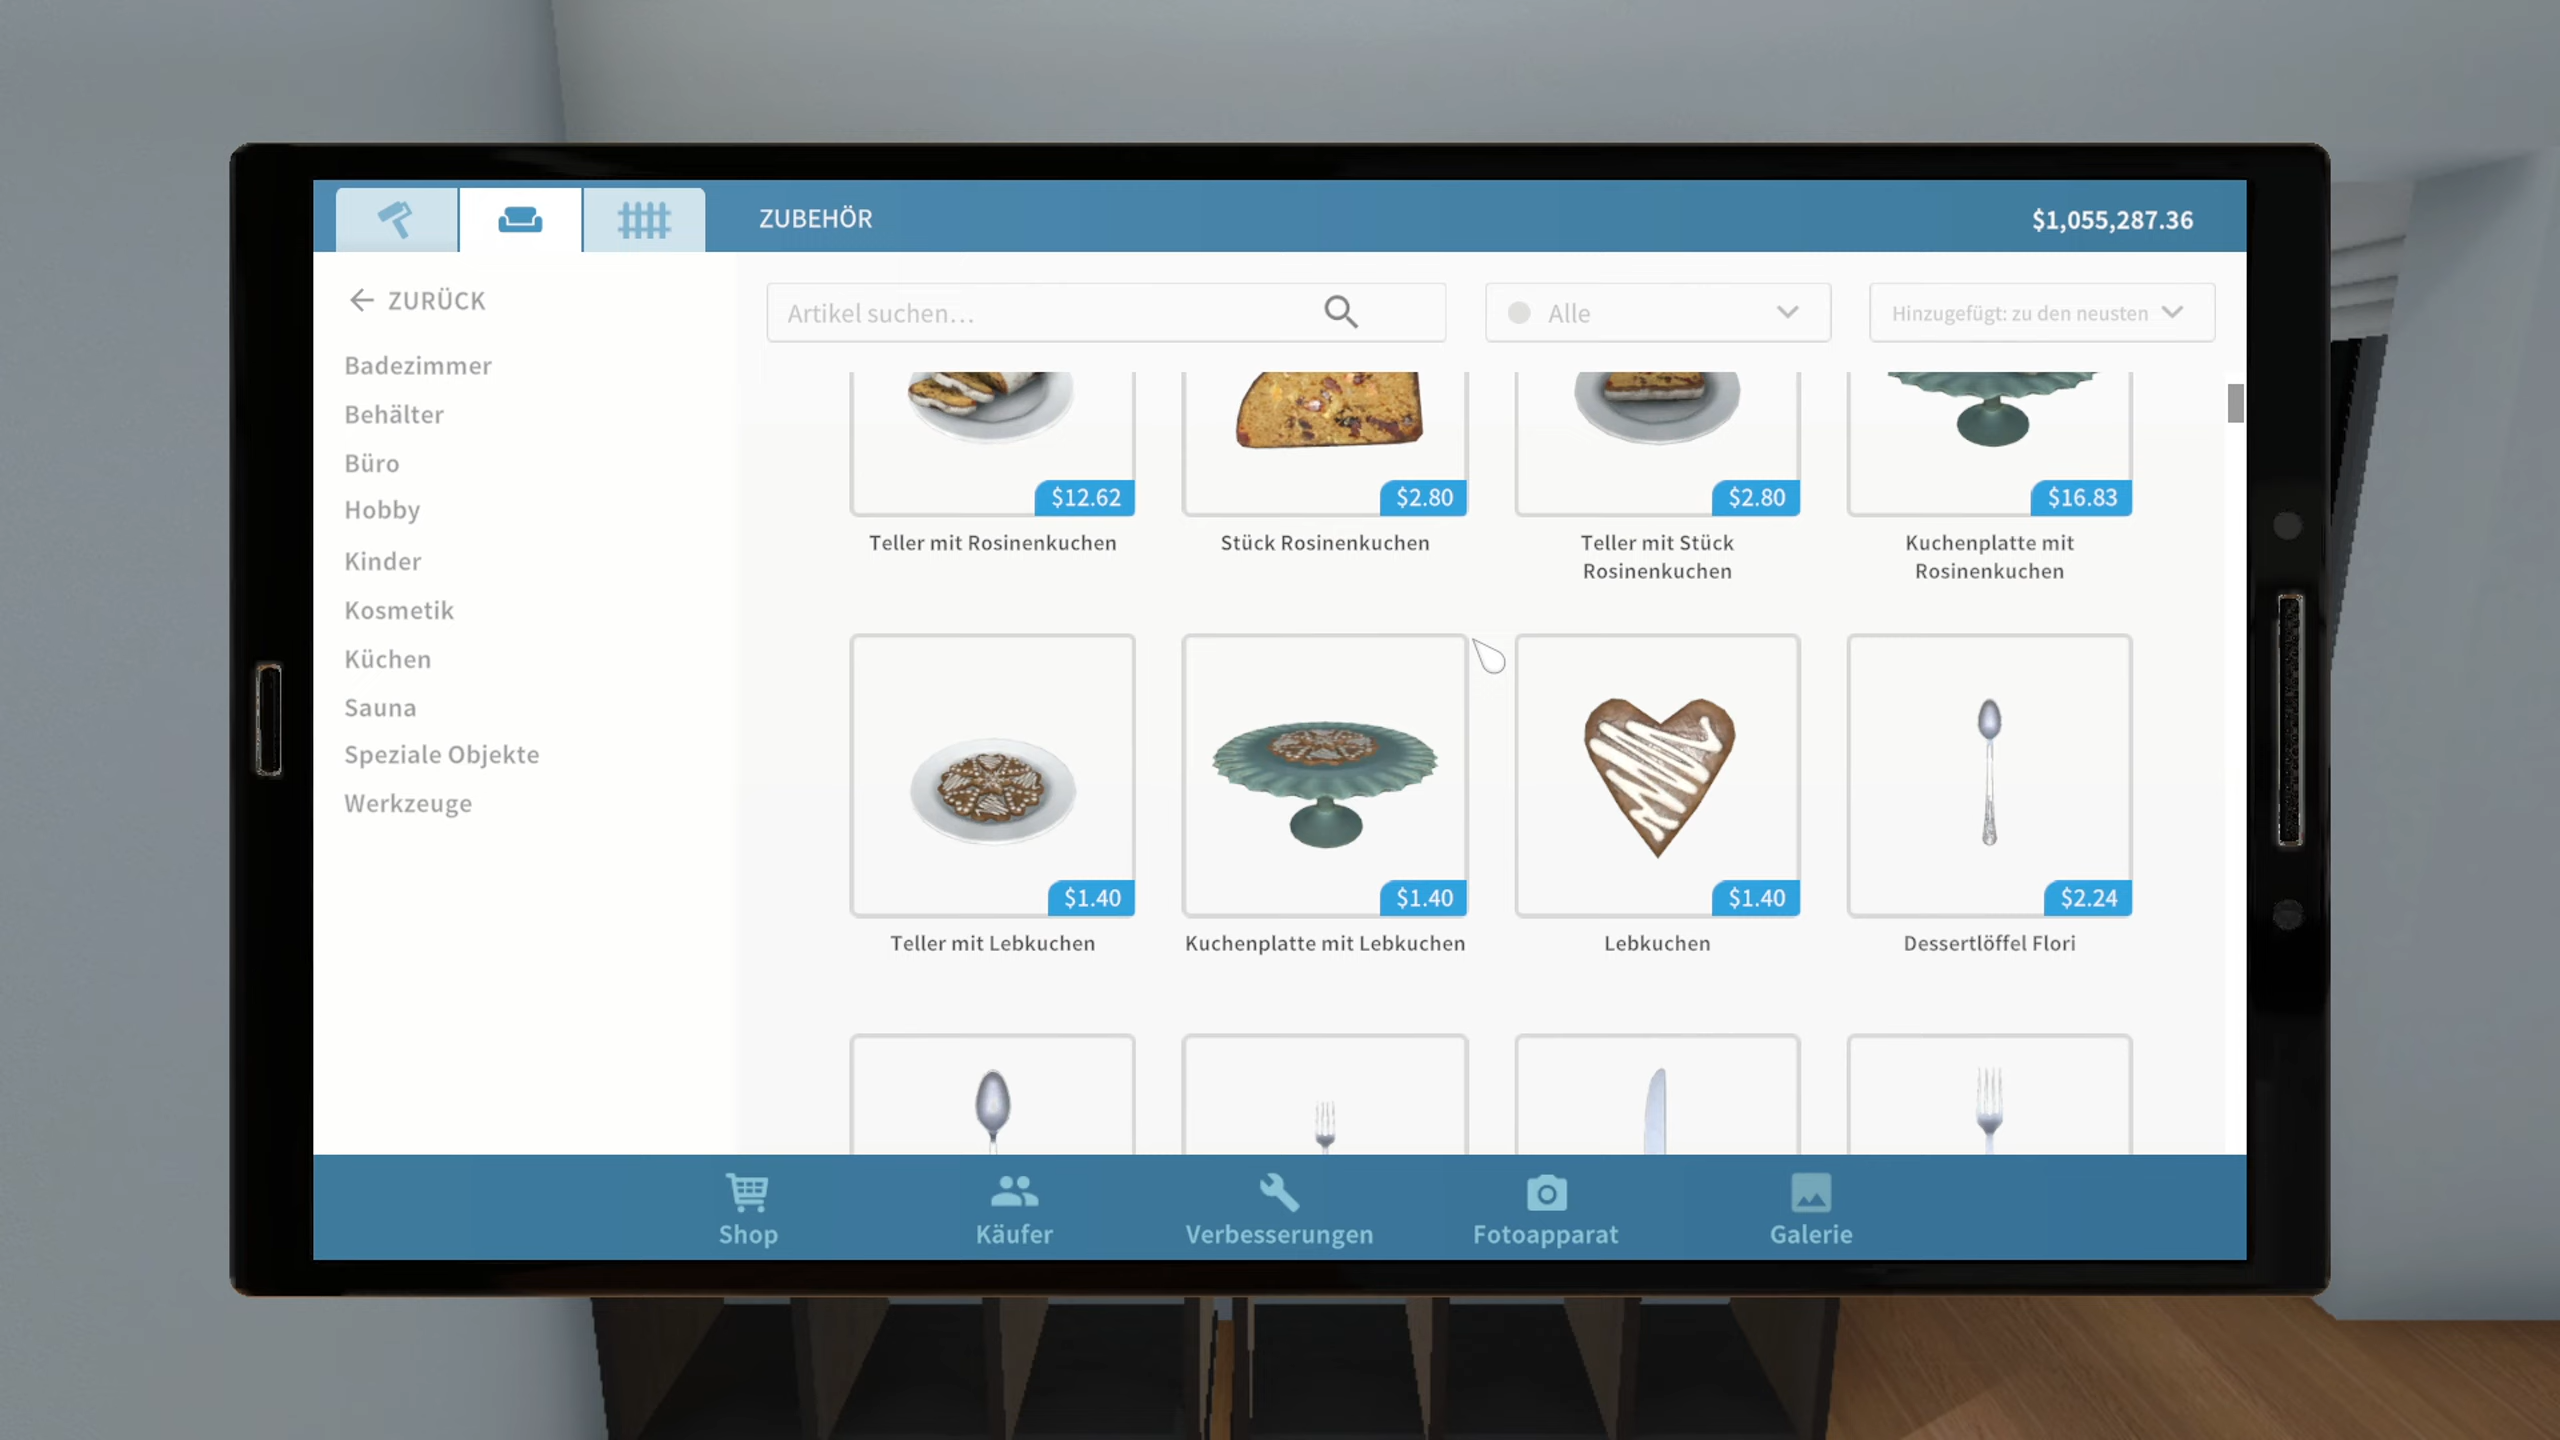 ZUBEHÖR
$1,055,287.36
ZURÜCK
Artikel suchen...
Alle
Hinzugefügt: zu den neusten
Badezimmer
Behälter
Büro
Hobby
Kinder
Kosmetik
Küchen
Sauna
Speziale Objekte
Werkzeuge
$12.62
$2.80
$2.80
$16.83
Teller mit Rosinenkuchen
Stück Rosinenkuchen
Teller mit Stück
Rosinenkuchen
Kuchenplatte mit
Rosinenkuchen
$1.40
$1.40
$1.40
$2.24
Teller mit Lebkuchen
Kuchenplatte mit Lebkuchen
Lebkuchen
Dessertlöffel Flori
Shop
Käufer
Verbesserungen
Fotoapparat
Galerie